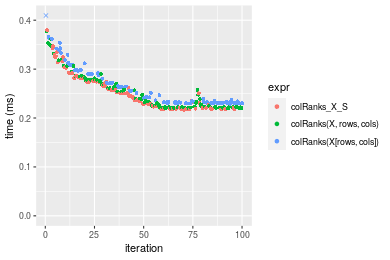 0.4
0.3
0.2
0.1
0.0
time (ms)
0
25
50
75
100
iteration
expr
colRanks_X_S
colRanks(X, rows, cols)
colRanks(X[rows, cols])